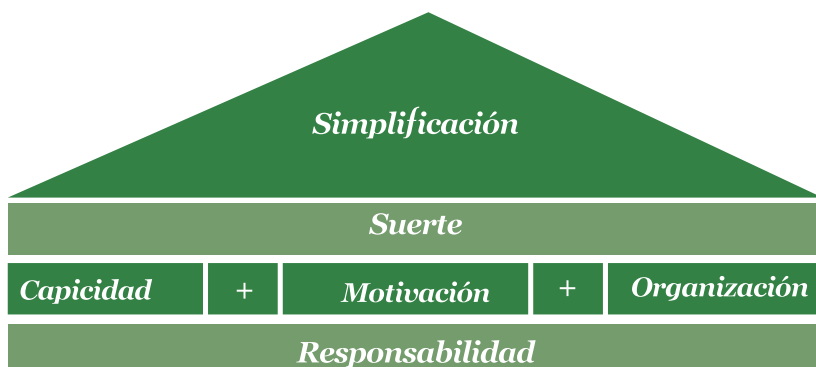 Simplificación
Suerte
Capicidad + Motivación + Organización
Responsabilidad